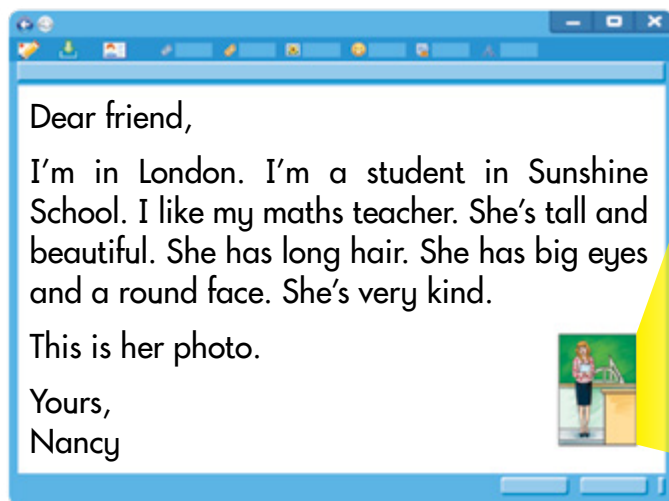 Dear friend,
I'm in London. I'm a student in Sunshine
School. I like my maths teacher. She's tall and
beautiful. She has long hair. She has big eyes
and a round face. She's very kind.
This is her photo.
Yours,
Nancy